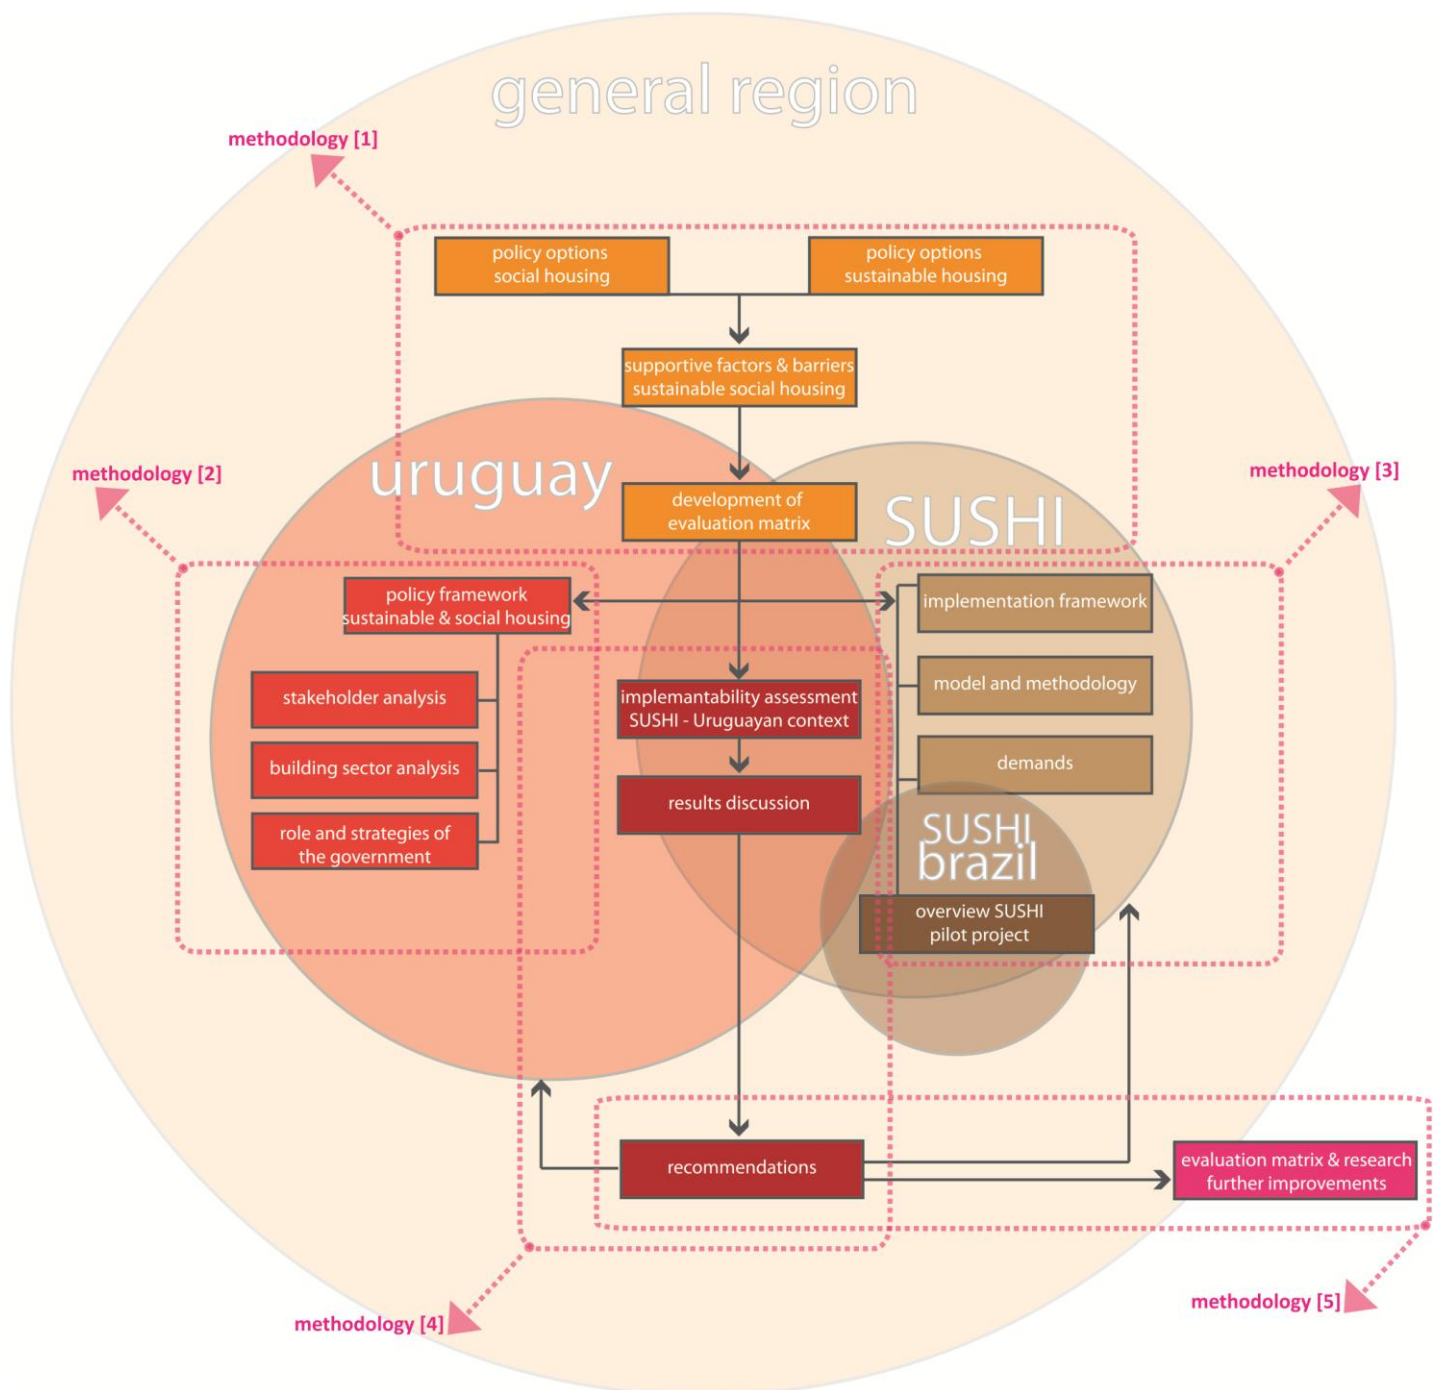 general region
methodology [1]
policy options
social housing
policy options
sustainable housing
supportive factors & barriers
sustainable social housing
uruguay
methodology [2]
methodology [3]
development of
evaluation matrix
SUSHI
policy framework
sustainable & social housing
implementation framework
stakeholder analysis
implemantability assessment
SUSHI - Uruguayan context
model and methodology
building sector analysis
demands
results discussion
role and strategies of
the government
SUSHI
brazil
overview SUSHI
pilot project
recommendations
evaluation matrix & research
further improvements
methodology [4]
methodology [5]